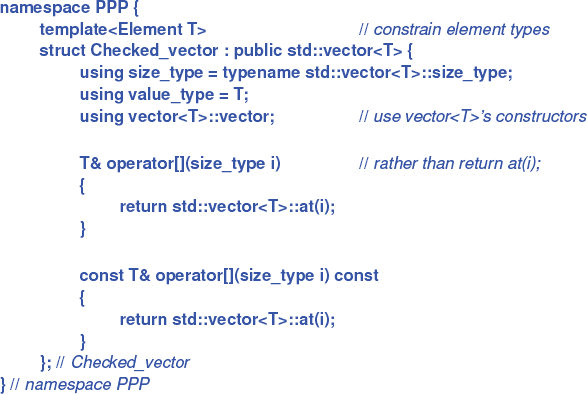 namespace PPP {
template<Element T> // constrain element types
struct Checked_vector : public std::vector<T> {
using size_type = typename std::vector<T>::size_type;
using value_type = T;
using vector<T>::vector; // use vector<T>'s constructors
T& operator[](size_type i) // rather than return at(i);
{
return std::vector<T>::at(i);
}
const T& operator[](size_type i) const
{
return std::vector<T>::at(i);
}
}; // Checked_vector
} // namespace PPP